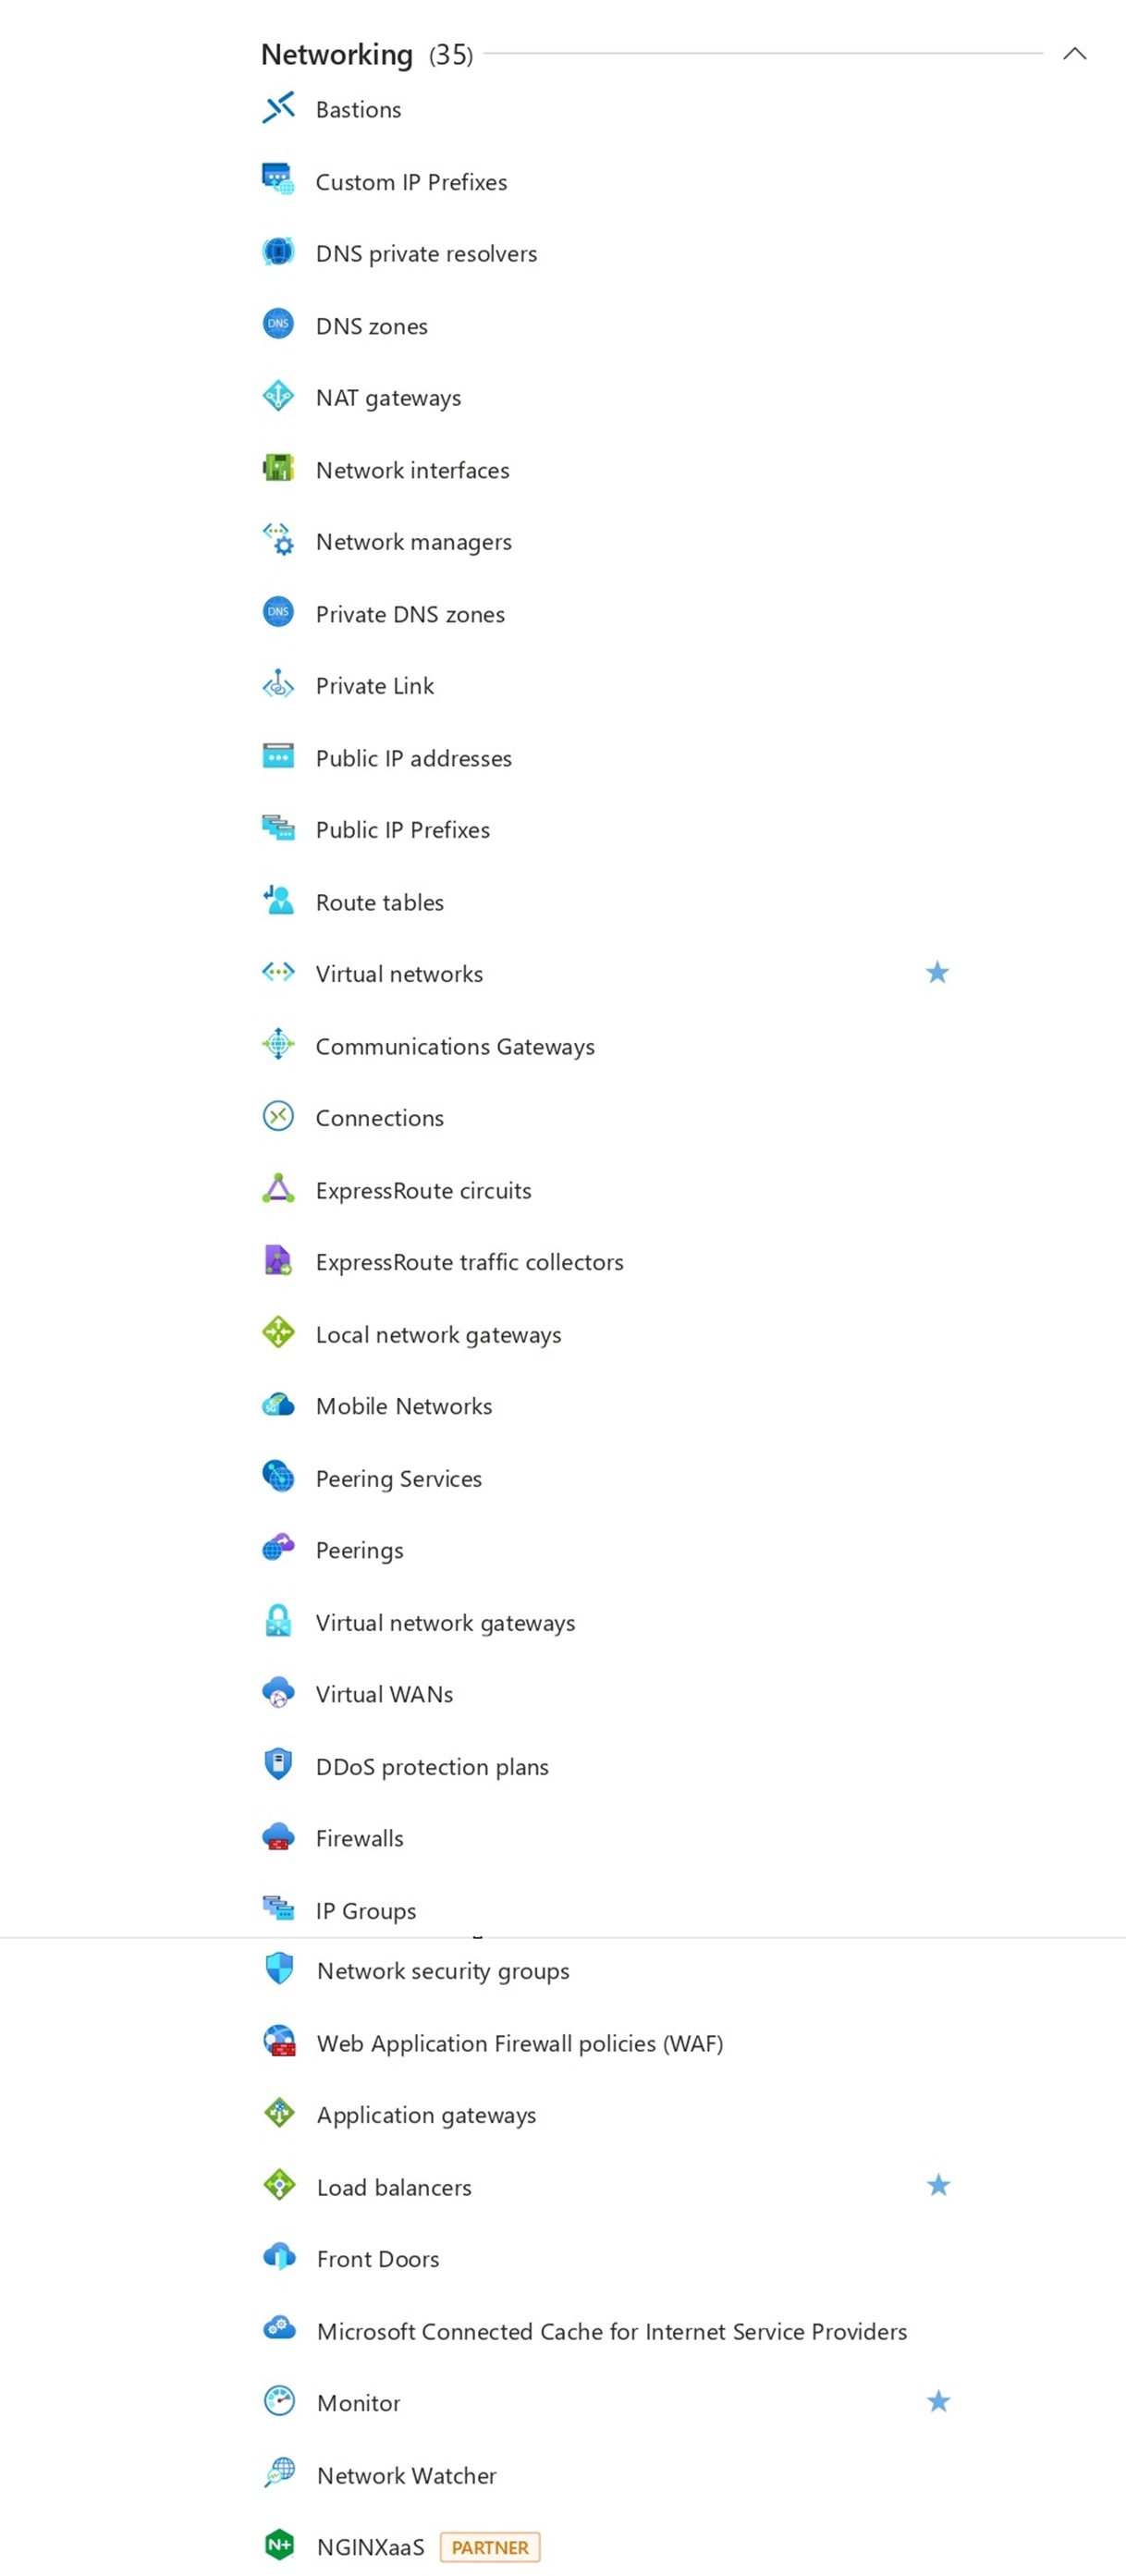 Networking (35)
Bastions
Custom IP Prefixes
DNS private resolvers
DNS
DNS zones
NAT gateways
Network interfaces
Network managers
DNS
Private DNS zones
Private Link
Public IP addresses
Public IP Prefixes
Route tables
Virtual networks
Communications Gateways
Connections
ExpressRoute circuits
ExpressRoute traffic collectors
Local network gateways
5G
Mobile Networks
Peering Services
Peerings
Virtual network gateways
Virtual WANs
DDoS protection plans
Firewalls
IP Groups
Network security groups
Web Application Firewall policies (WAF)
Application gateways
Load balancers
Front Doors
Microsoft Connected Cache for Internet Service Providers
Monitor
Network Watcher
N+ NGINXaaS PARTNER